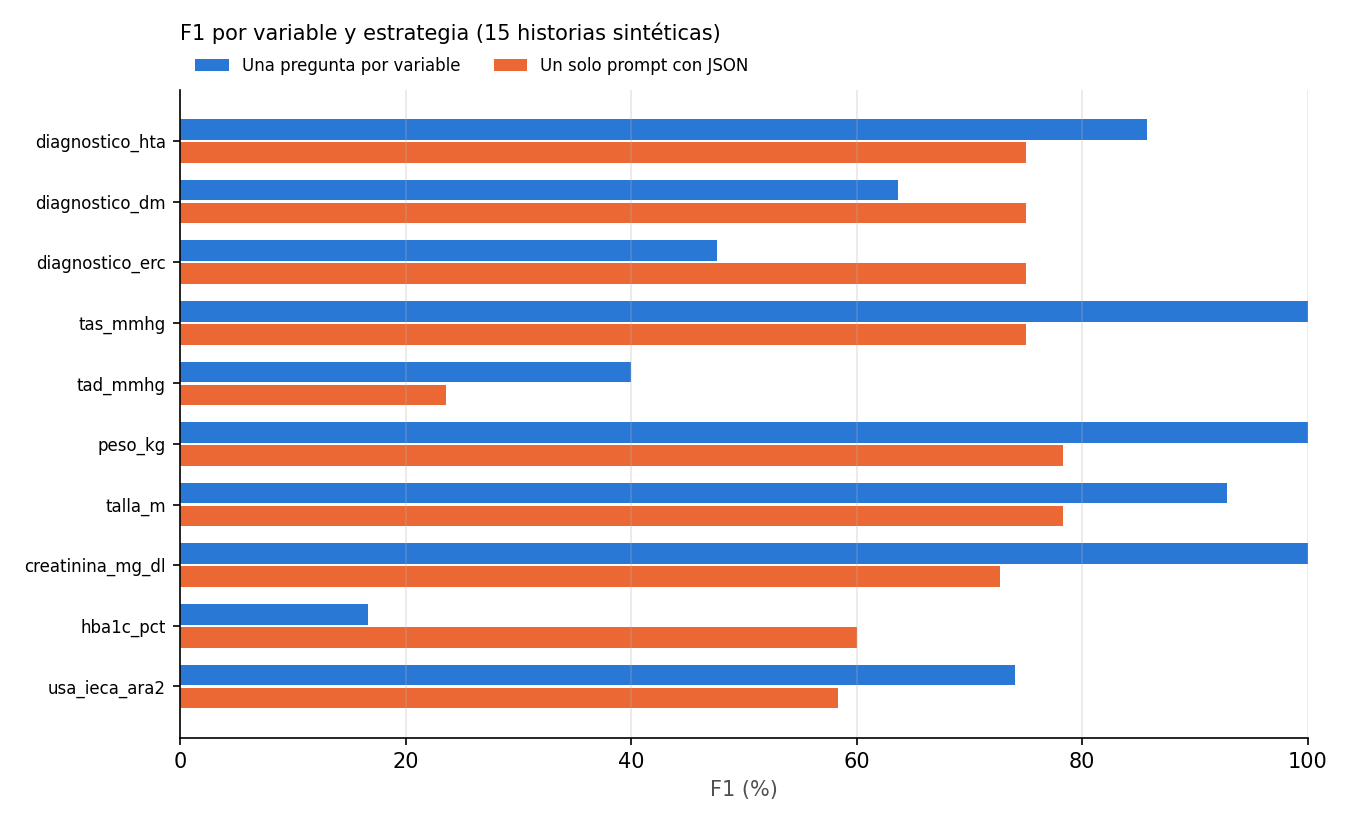 F1 por variable y estrategia (15 historias sintéticas)
Una pregunta por variable
Un solo prompt con JSON
diagnostico_hta
diagnostico_dm
diagnostico_erc
tas_mmhg
tad_mmhg
peso_kg
talla_m
creatinina_mg_dl
hba1c_pct
usa_ieca_ara2
0 20 40 60 80 100
F1 (%)